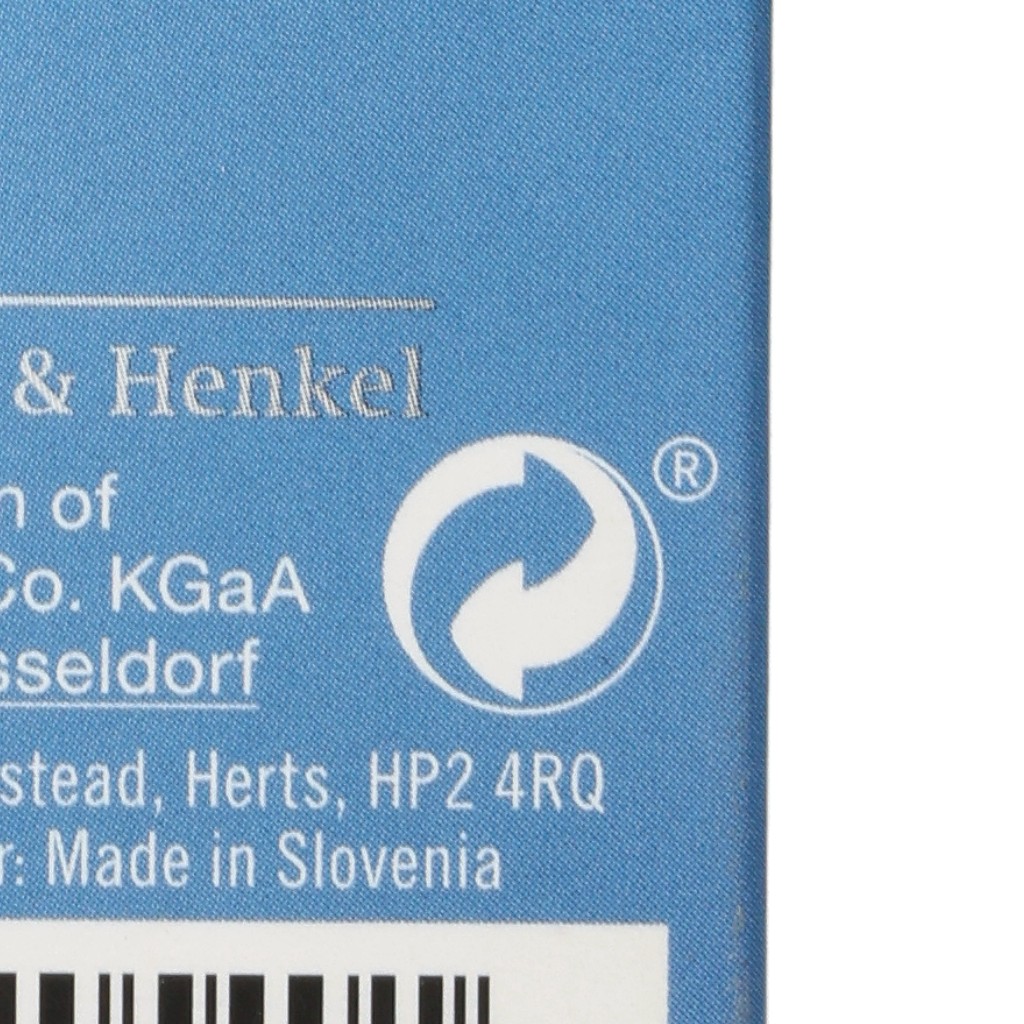 & Henkel
®
n of
Co. KGaA
sseldorf
stead, Herts, HP2 4RQ
r: Made in Slovenia